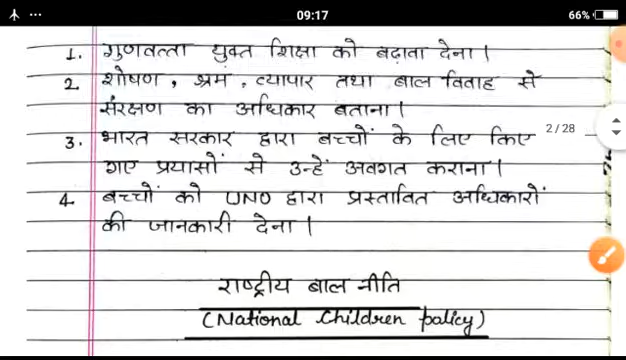 09:17
66%
1. गुणवत्ता युक्त शिक्षा को बढ़ावा देना।
2 शोषण, श्रम, व्यापार तथा बाल विवाह से
संरक्षण का अधिकार बताना।
3. भारत सरकार द्वारा बच्चों के लिए किए
2 / 28
गए प्रयासों से उन्हें अवगत कराना।
4. बच्चों को UNO द्वारा प्रस्तावित अधिकारों
की जानकारी देना।
राष्ट्रीय बाल नीति
(National Children policy)